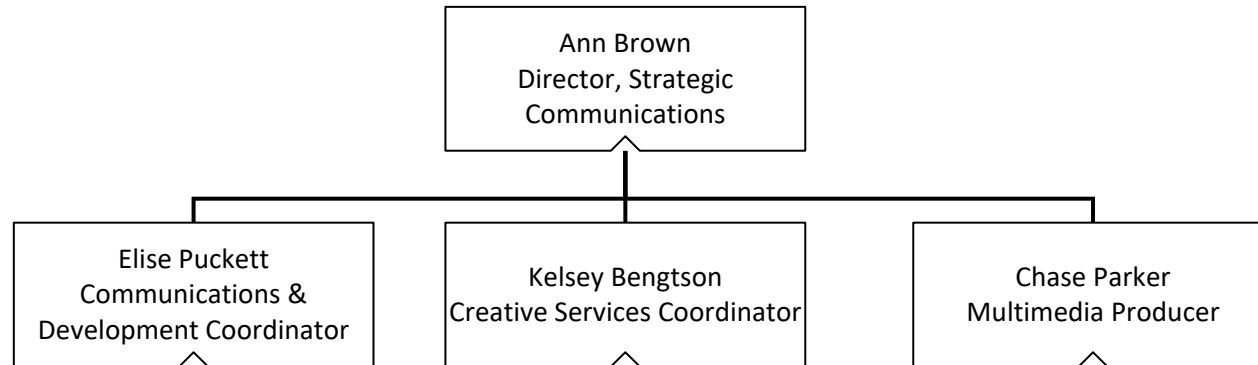 Ann Brown
Director, Strategic
Communications
Elise Puckett
Communications &
Development Coordinator
Kelsey Bengtson
Creative Services Coordinator
Chase Parker
Multimedia Producer